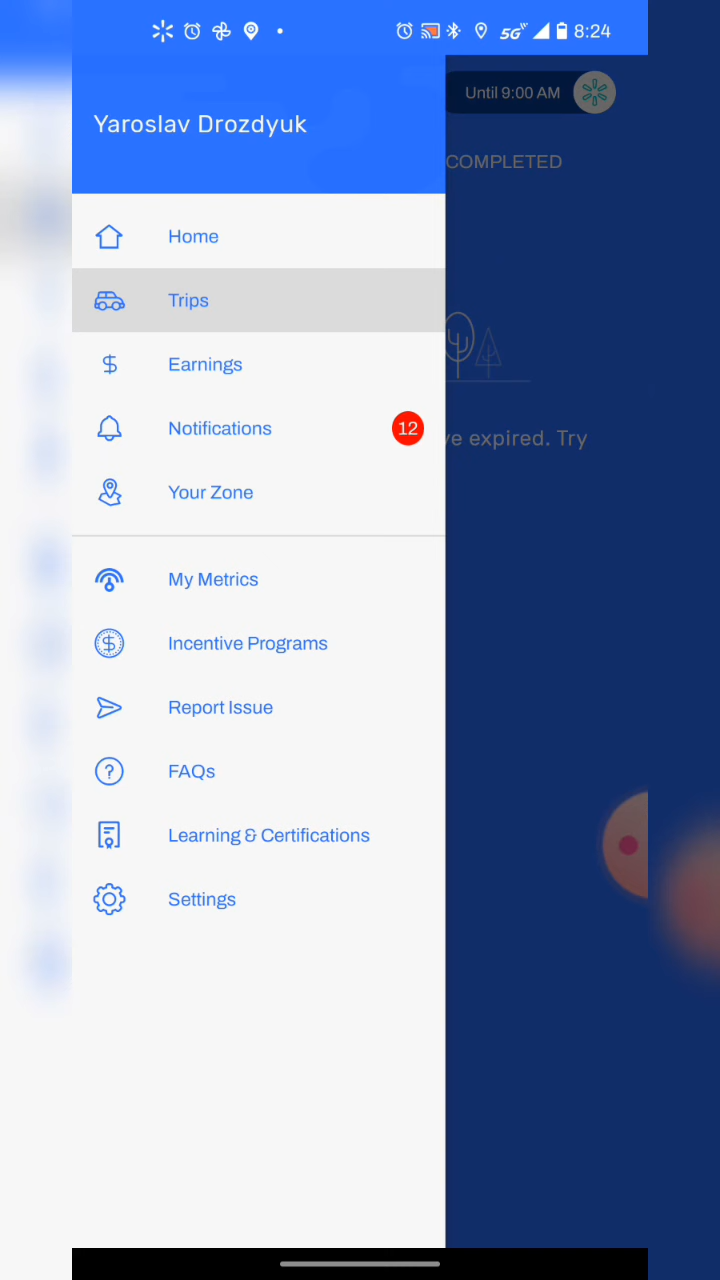 5G 8:24
Until 9:00 AM
Yaroslav Drozdyuk
COMPLETED
Home
Trips
$ Earnings
Notifications 12
ve expired. Try
Your Zone
My Metrics
$ Incentive Programs
Report Issue
? FAQs
Learning & Certifications
Settings